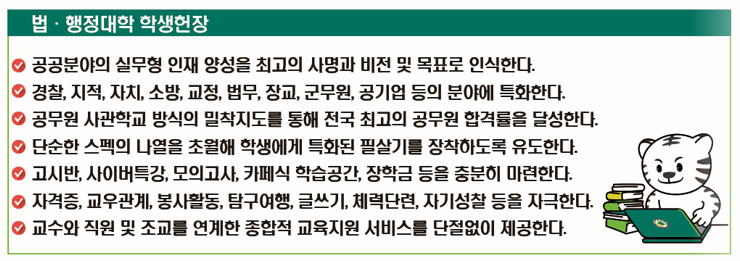 법 · 행정대학 학생헌장
공공분야의 실무형 인재 양성을 최고의 사명과 비전 및 목표로 인식한다.
경찰, 지적, 자치, 소방, 교정, 법무, 장교, 군무원, 공기업 등의 분야에 특화한다.
공무원 사관학교 방식의 밀착지도를 통해 전국 최고의 공무원 합격률을 달성한다.
단순한 스펙의 나열을 초월해 학생에게 특화된 필살기를 장착하도록 유도한다.
고시반, 사이버특강, 모의고사, 카페식 학습공간, 장학금 등을 충분히 마련한다.
자격증, 교우관계, 봉사활동, 탐구여행, 글쓰기, 체력단련, 자기성찰 등을 자극한다.
교수와 직원 및 조교를 연계한 종합적 교육지원 서비스를 단절없이 제공한다.